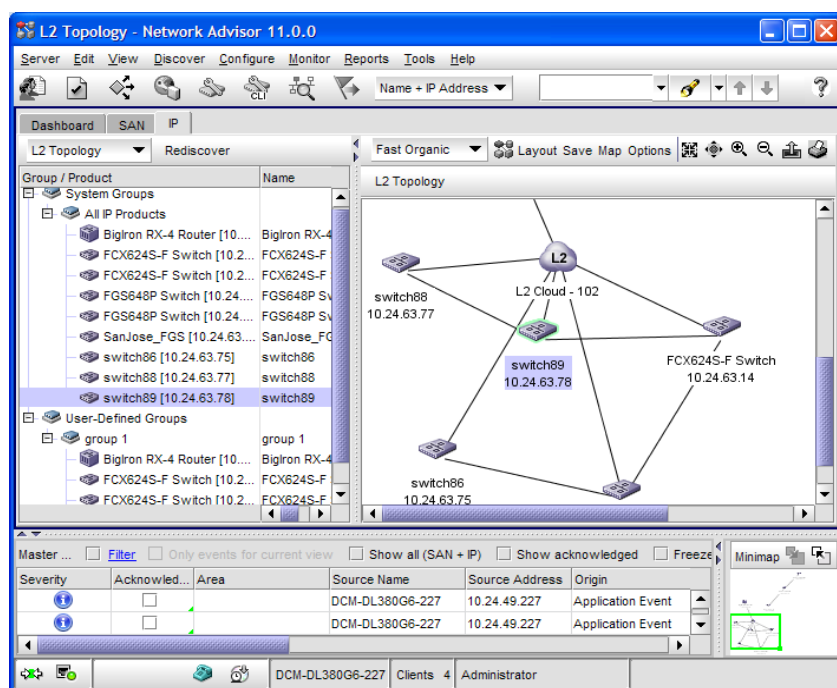 L2 Topology - Network Advisor 11.0.0
Server Edit View Discover Configure Monitor Reports Tools Help
CLI
Name + IP Address
?
Dashboard SAN IP
L2 Topology Rediscover
Fast Organic Layout Save Map Options
Group / Product Name
L2 Topology
System Groups
All IP Products
BigIron RX-4 Router [10.... BigIron RX-4
FCX624S-F Switch [10.2... FCX624S-F
FCX624S-F Switch [10.2... FCX624S-F
FGS648P Switch [10.24.... FGS648P Sw
FGS648P Switch [10.24.... FGS648P Sw
SanJose_FGS [10.24.63.... SanJose_FG
switch86 [10.24.63.75] switch86
switch88 [10.24.63.77] switch88
switch89 [10.24.63.78] switch89
User-Defined Groups
group 1 group 1
BigIron RX-4 Router [10.... BigIron RX-4
FCX624S-F Switch [10.2... FCX624S-F
FCX624S-F Switch [10.2... FCX624S-F
L2
L2 Cloud - 102
switch88
10.24.63.77
switch89
10.24.63.78
FCX624S-F Switch
10.24.63.14
switch86
10.24.63.75
Master ... Filter Only events for current view Show all (SAN + IP) Show acknowledged Freeze
Minimap
Severity Acknowled... Area Source Name Source Address Origin
DCM-DL380G6-227 10.24.49.227 Application Event
DCM-DL380G6-227 10.24.49.227 Application Event
DCM-DL380G6-227 Clients 4 Administrator